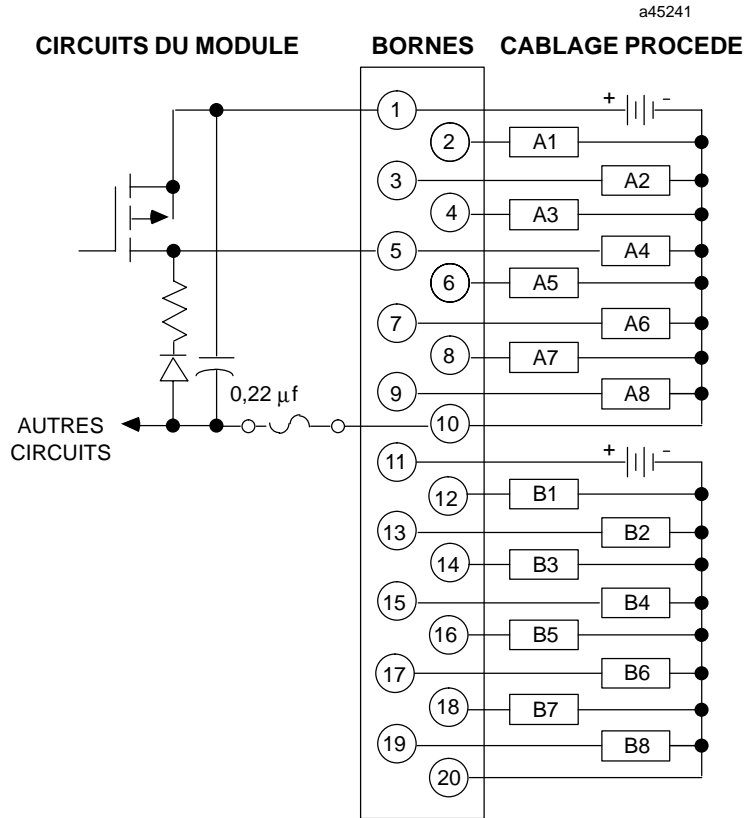 a45241
CIRCUITS DU MODULE BORNES CABLAGE PROCEDE
1 + -
2 A1
3 A2
4 A3
5 A4
6 A5
7 A6
8 A7
0,22 μf 9 A8
AUTRES
CIRCUITS
10
11 + -
12 B1
13 B2
14 B3
15 B4
16 B5
17 B6
18 B7
19 B8
20